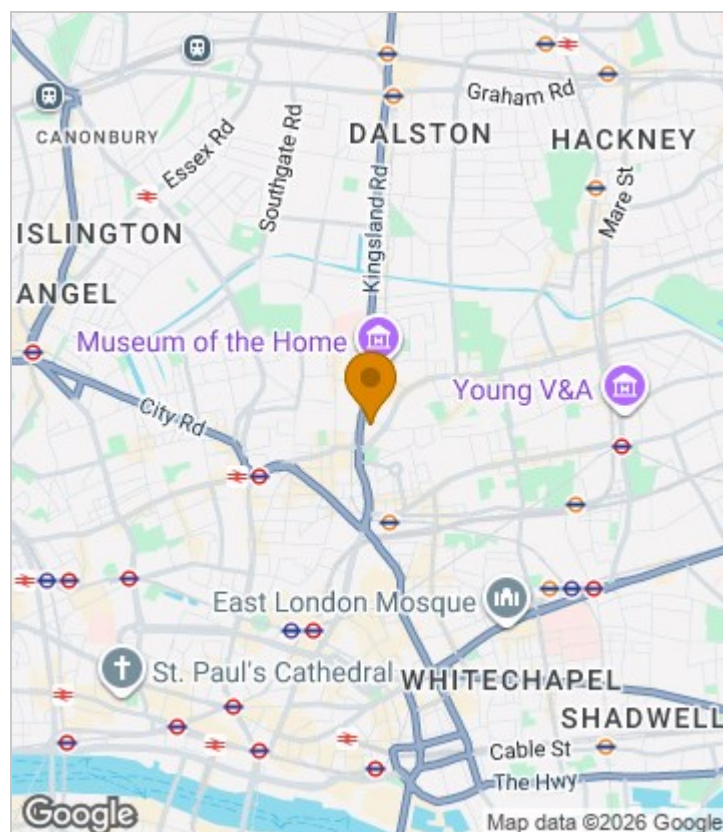 Graham Rd
CANONBURY
DALSTON
HACKNEY
Essex Rd
Southgate Rd
Kingsland Rd
Mare St
ISLINGTON
ANGEL
Museum of the Home
Young V&A
City Rd
East London Mosque
St. Paul's Cathedral
WHITECHAPEL
SHADWELL
Cable St
The Hwy
Google
Map data ©2026 Google